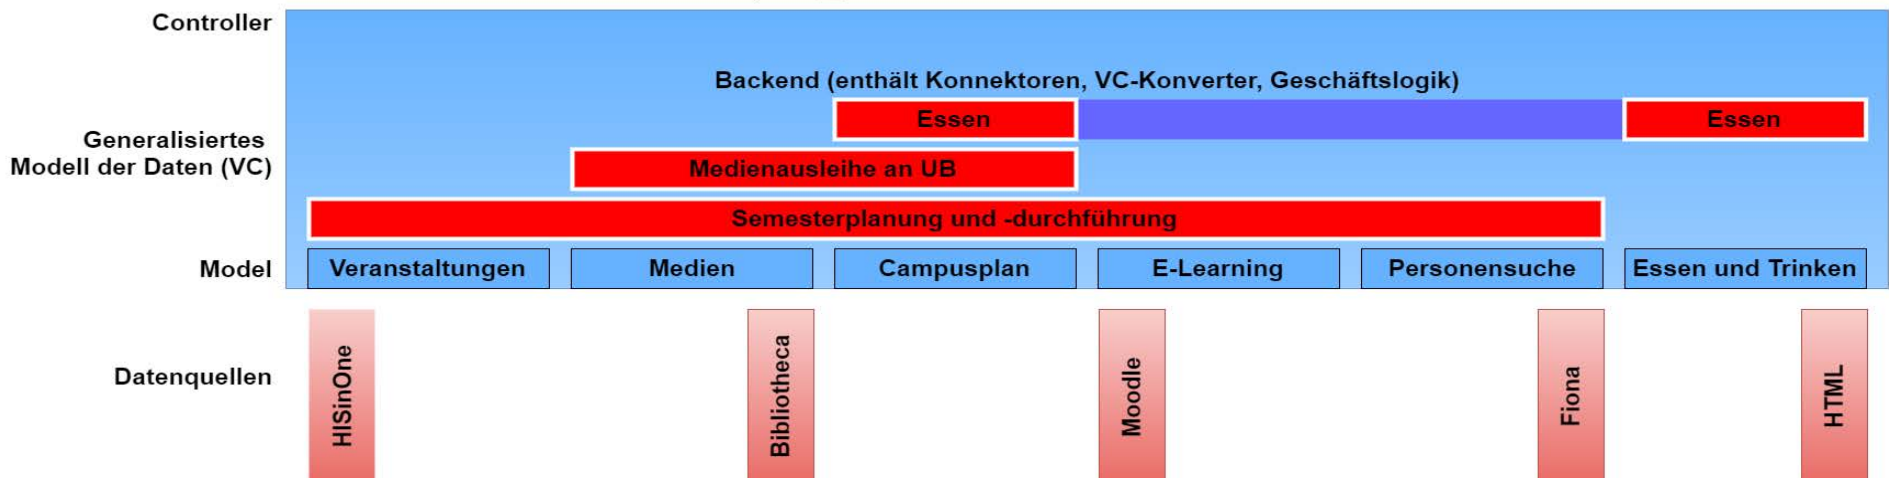 Controller
Backend (enthält Konnektoren, VC-Konverter, Geschäftslogik)
Essen
Essen
Generalisiertes
Modell der Daten (VC)
Medienausleihe an UB
Semesterplanung und -durchführung
Model
Veranstaltungen
Medien
Campusplan
E-Learning
Personensuche
Essen und Trinken
Datenquellen
HISinOne
Bibliotheca
Moodle
Fiona
HTML